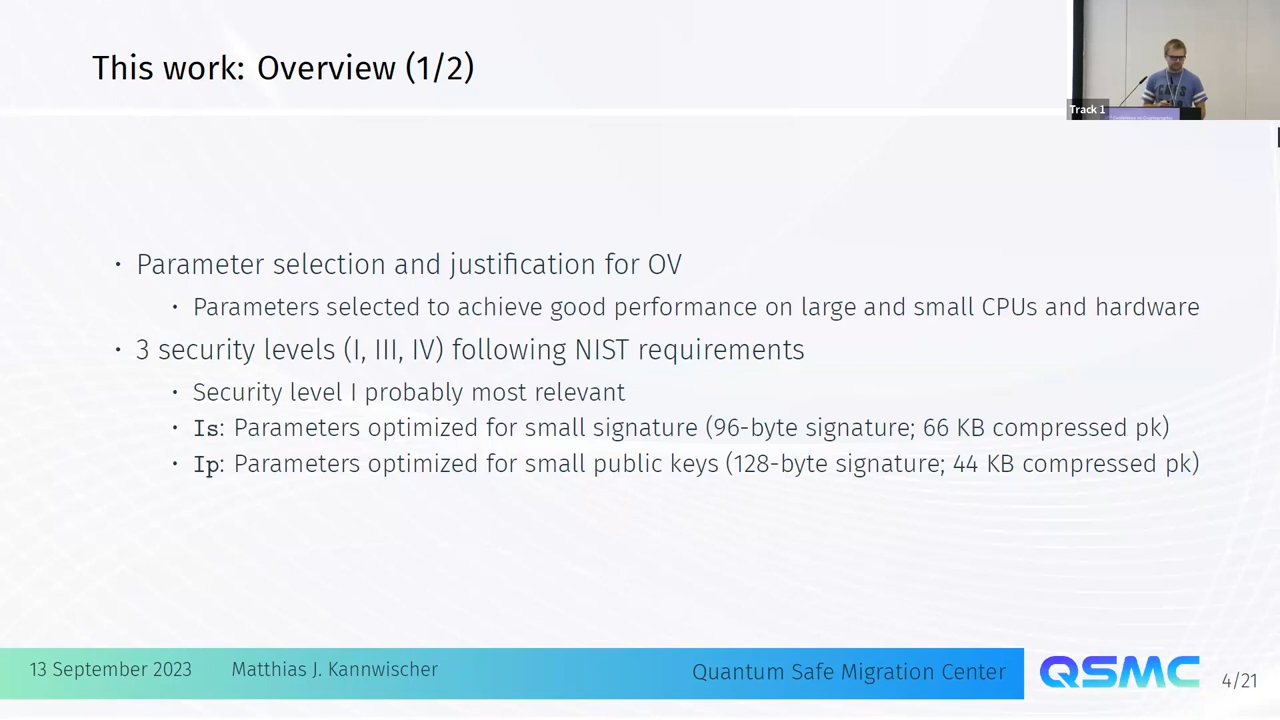 This work: Overview (1/2)
Track 1
• Parameter selection and justification for OV
• Parameters selected to achieve good performance on large and small CPUs and hardware
• 3 security levels (I, III, IV) following NIST requirements
• Security level I probably most relevant
• Is: Parameters optimized for small signature (96-byte signature; 66 KB compressed pk)
• Ip: Parameters optimized for small public keys (128-byte signature; 44 KB compressed pk)
13 September 2023 Matthias J. Kannwischer Quantum Safe Migration Center QSMC 4/21